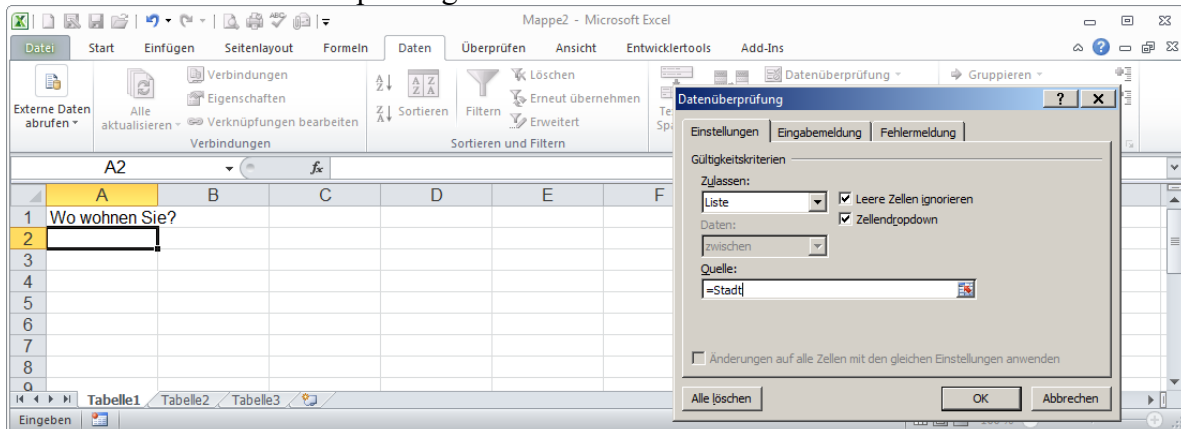 Mappe2 - Microsoft Excel
Datei Start Einfügen Seitenlayout Formeln Daten Überprüfen Ansicht Entwicklertools Add-Ins
Externe Daten abrufen
Alle aktualisieren
Verbindungen
Eigenschaften
Verknüpfungen bearbeiten
Verbindungen
Sortieren
Filtern
Löschen
Erneut übernehmen
Erweitert
Sortieren und Filtern
Datenüberprüfung
Gruppieren
A2 fx
A B C D E F
1 Wo wohnen Sie?
2
3
4
5
6
7
8
9
Tabelle1 Tabelle2 Tabelle3
Eingeben
Datenüberprüfung
Einstellungen Eingabemeldung Fehlermeldung
Gültigkeitskriterien
Zulassen:
Liste
Leere Zellen ignorieren
Zellendropdown
Daten:
zwischen
Quelle:
=Stadt
Änderungen auf alle Zellen mit den gleichen Einstellungen anwenden
Alle löschen OK Abbrechen